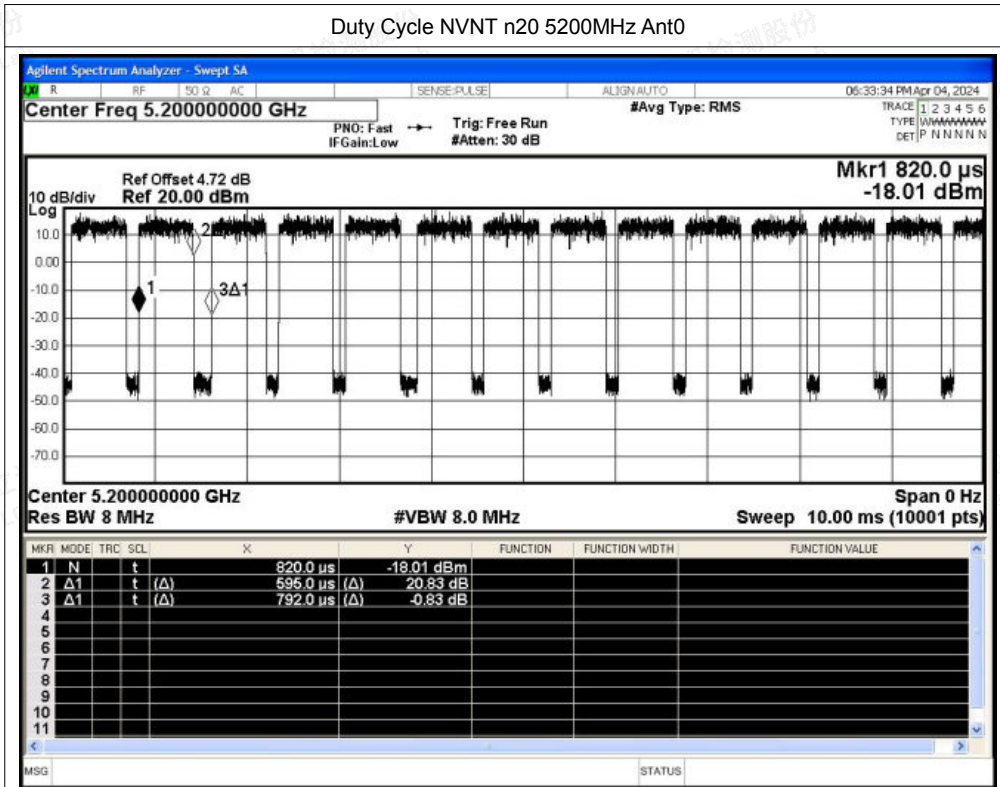 Duty Cycle NVNT n20 5200MHz Ant0
Agilent Spectrum Analyzer - Swept SA
R RF 50 Ω AC SENSE:PULSE ALIGNAUTO 06:33:34 PM Apr 04, 2024
Center Freq 5.200000000 GHz #Avg Type: RMS TRACE 1 2 3 4 5 6
PNO: Fast Trig: Free Run TYPE
IFGain:Low #Atten: 30 dB DET P N N N N N
Mkr1 820.0 µs
Ref Offset 4.72 dB
10 dB/div Ref 20.00 dBm -18.01 dBm
Log
10.0
0.00
-10.0
-20.0
-30.0
-40.0
-50.0
-60.0
-70.0
2
1
3Δ1
Center 5.200000000 GHz Span 0 Hz
Res BW 8 MHz #VBW 8.0 MHz Sweep 10.00 ms (10001 pts)
MKR MODE TRC SCL X Y FUNCTION FUNCTION WIDTH FUNCTION VALUE
1 N t 820.0 µs -18.01 dBm
2 Δ1 t (Δ) 595.0 µs (Δ) 20.83 dB
3 Δ1 t (Δ) 792.0 µs (Δ) -0.83 dB
4
5
6
7
8
9
10
11
MSG STATUS